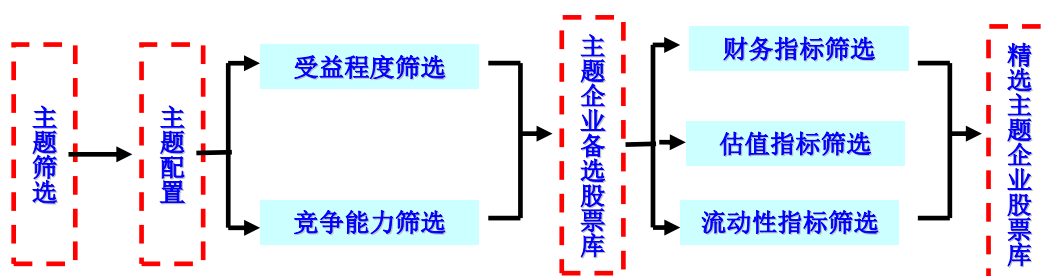 主题筛选
主题配置
受益程度筛选
竞争能力筛选
主题企业备选股票库
财务指标筛选
估值指标筛选
流动性指标筛选
精选主题企业股票库